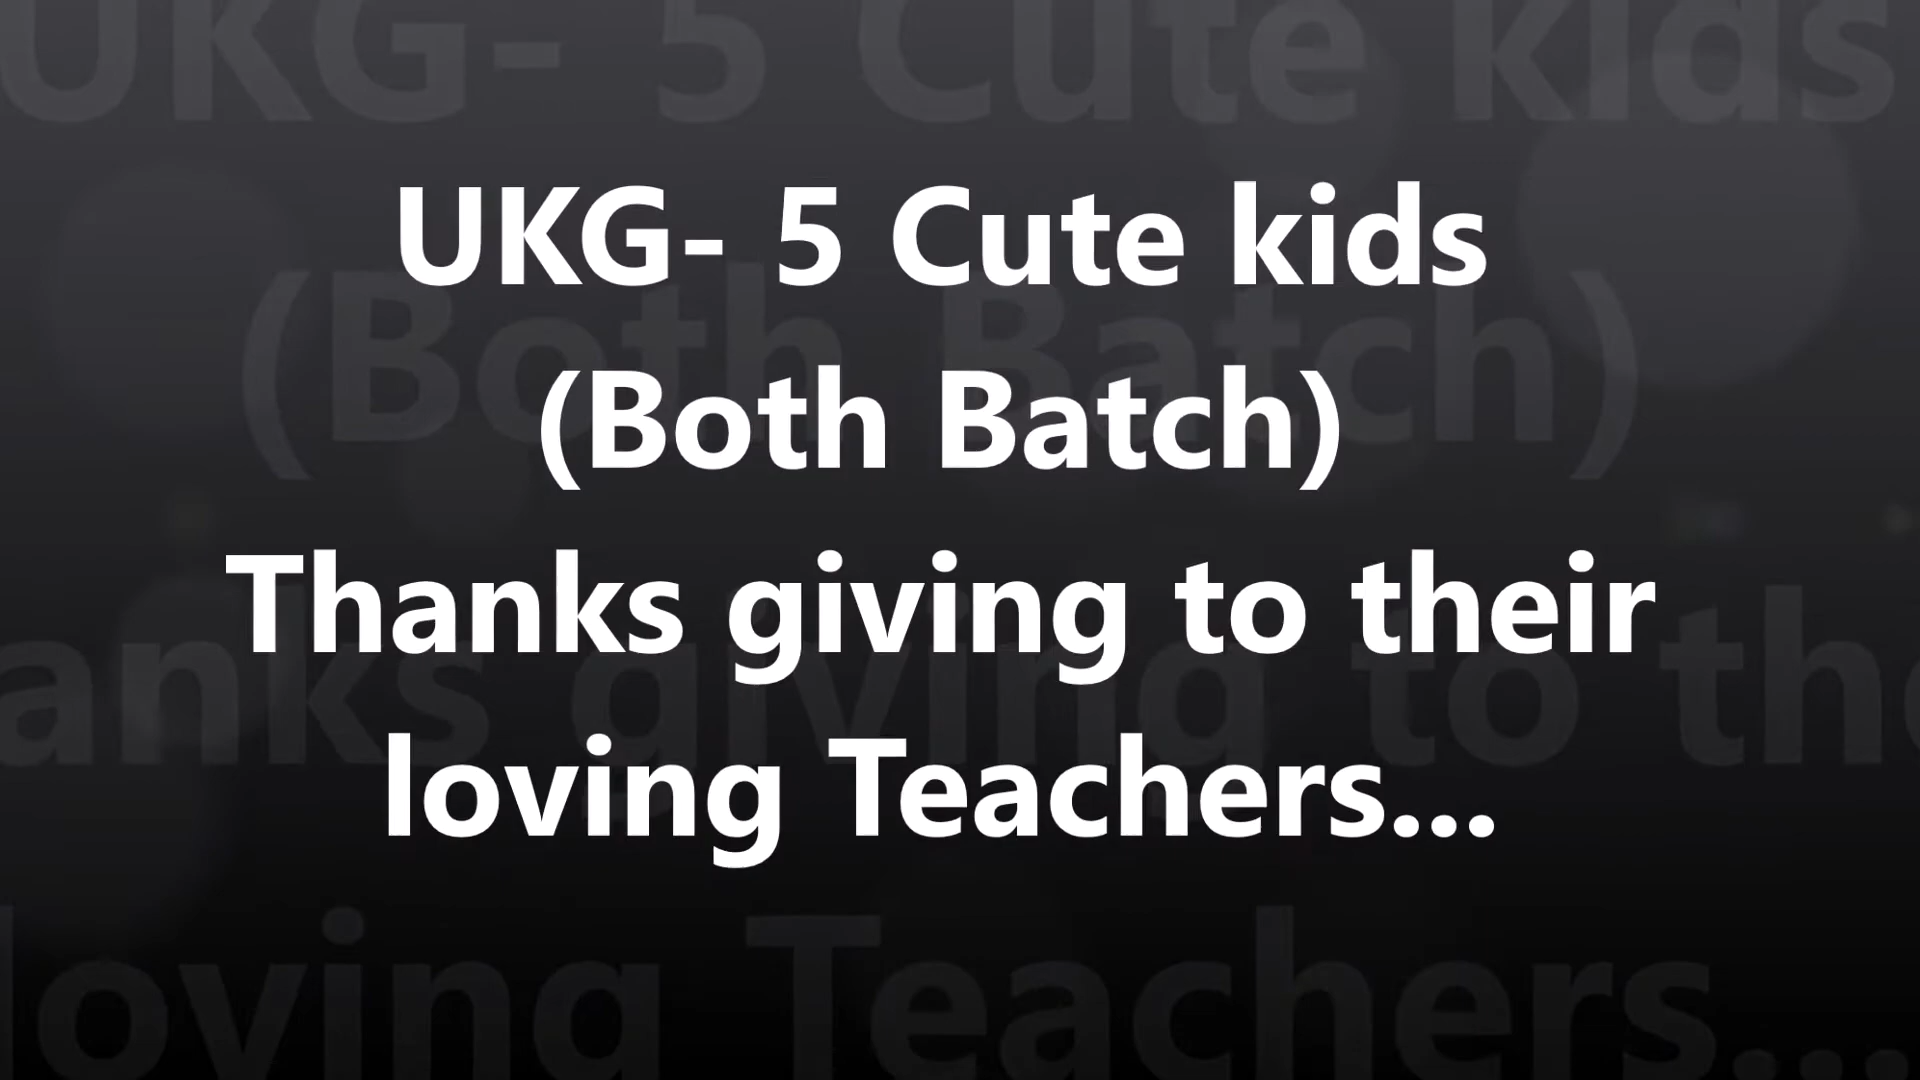 UKG- 5 Cute kids
(Both Batch)
Thanks giving to their
loving Teachers...